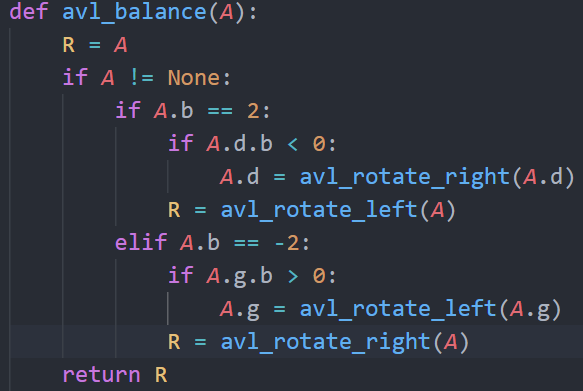 def avl_balance(A):
    R = A
    if A != None:
        if A.b == 2:
            if A.d.b < 0:
                A.d = avl_rotate_right(A.d)
            R = avl_rotate_left(A)
        elif A.b == -2:
            if A.g.b > 0:
                A.g = avl_rotate_left(A.g)
            R = avl_rotate_right(A)
    return R